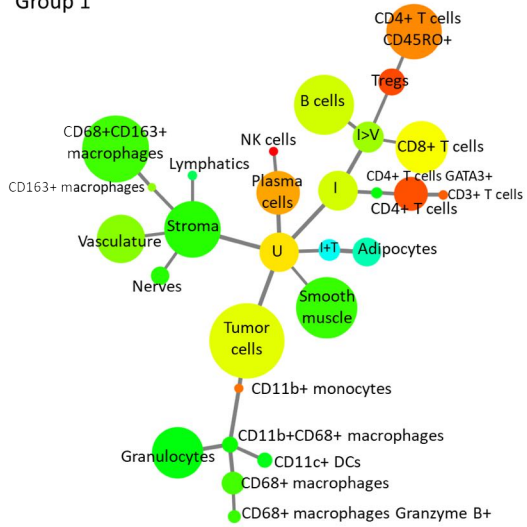 Group 1
CD4+ T cells
CD45RO+
Tregs
B cells
I>V
CD8+ T cells
NK cells
CD68+CD163+
macrophages
Lymphatics
CD163+ macrophages
Plasma
cells
I
CD4+ T cells GATA3+
CD3+ T cells
CD4+ T cells
Stroma
Vasculature
U
I+T
Adipocytes
Nerves
Smooth
muscle
Tumor
cells
CD11b+ monocytes
CD11b+CD68+ macrophages
Granulocytes
CD11c+ DCs
CD68+ macrophages
CD68+ macrophages Granzyme B+